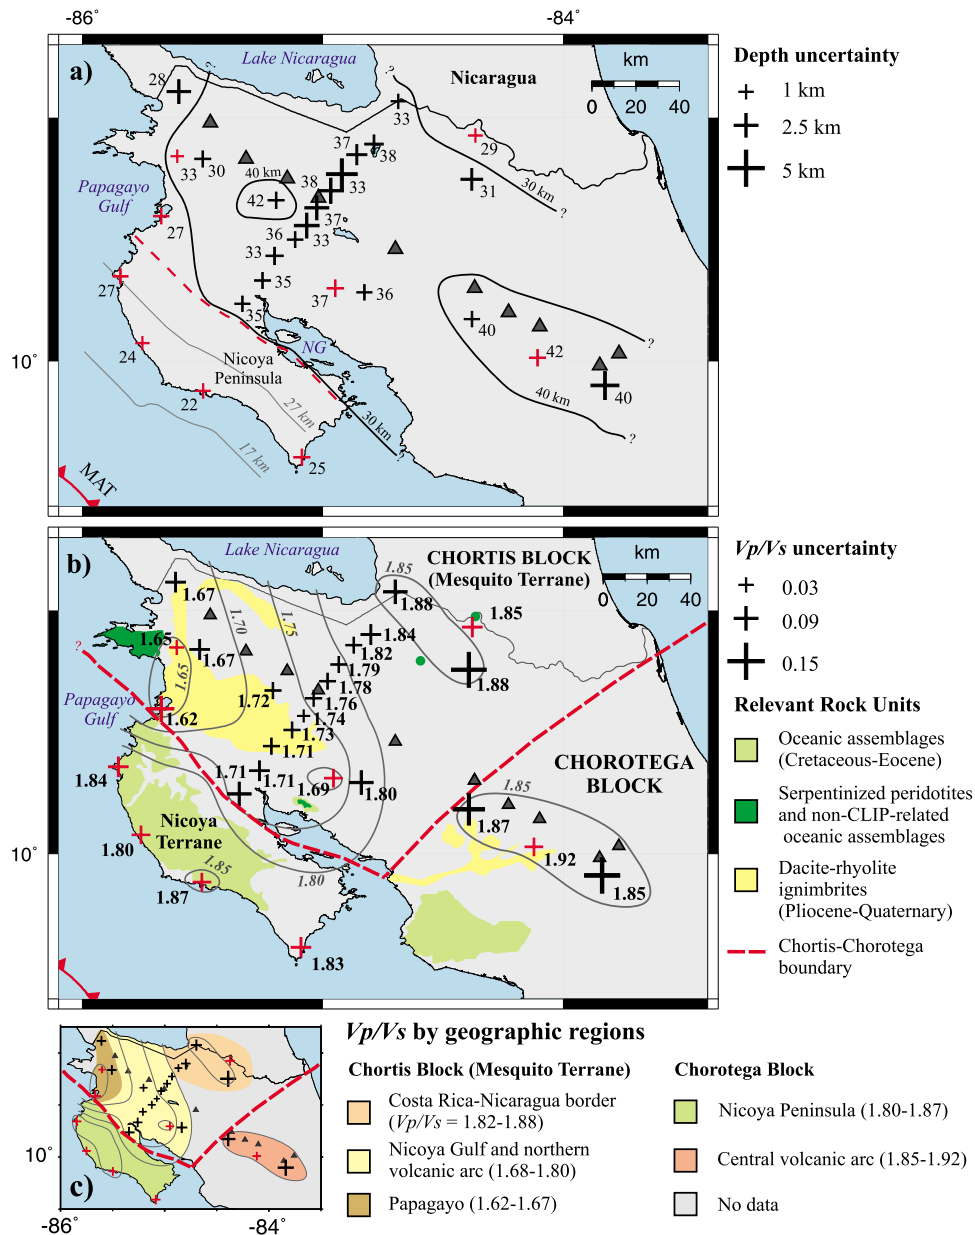 -86°
-84°
a)
Lake Nicaragua
Nicaragua
km
0 20 40
Depth uncertainty
1 km
2.5 km
5 km
?
28
?
33
37
38
29
33
30
40 km
38
33
31
30 km
?
Papagayo
Gulf
42
27
37
36
33
33
27
35
37
36
35
40
42
?
NG
24
Nicoya
Peninsula
10°
22
27 km
30 km
40 km
40
?
17 km
25
?
MAT
b)
Lake Nicaragua
CHORTIS BLOCK
(Mesquito Terrane)
km
0 20 40
Vp/Vs uncertainty
0.03
0.09
0.15
1.85
1.67
1.88
1.85
1.70
1.75
1.65
1.67
1.84
1.82
1.79
1.88
?
1.65
1.78
1.72
1.76
Papagayo
Gulf
1.62
1.74
1.73
1.71
Relevant Rock Units
Oceanic assemblages
(Cretaceous-Eocene)
Serpentinized peridotites
and non-CLIP-related
oceanic assemblages
Dacite-rhyolite
ignimbrites
(Pliocene-Quaternary)
Chortis-Chorotega
boundary
CHOROTEGA
BLOCK
1.84
1.71
1.71
1.69
1.80
1.85
1.87
Nicoya
Terrane
1.80
10°
1.85
1.80
1.92
1.87
1.85
1.83
c)
10°
-86°
-84°
Vp/Vs by geographic regions
Chortis Block (Mesquito Terrane)
Costa Rica-Nicaragua border
(Vp/Vs = 1.82-1.88)
Nicoya Gulf and northern
volcanic arc (1.68-1.80)
Papagayo (1.62-1.67)
Chorotega Block
Nicoya Peninsula (1.80-1.87)
Central volcanic arc (1.85-1.92)
No data